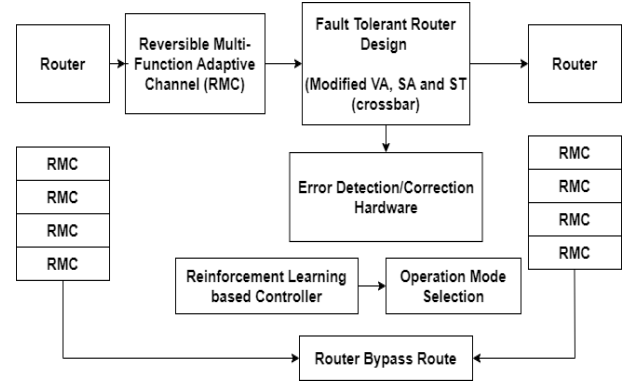 Router
Reversible Multi-
Function Adaptive
Channel (RMC)
Fault Tolerant Router
Design
(Modified VA, SA and ST
(crossbar)
Router
RMC
RMC
RMC
RMC
Error Detection/Correction
Hardware
RMC
RMC
RMC
RMC
Reinforcement Learning
based Controller
Operation Mode
Selection
Router Bypass Route